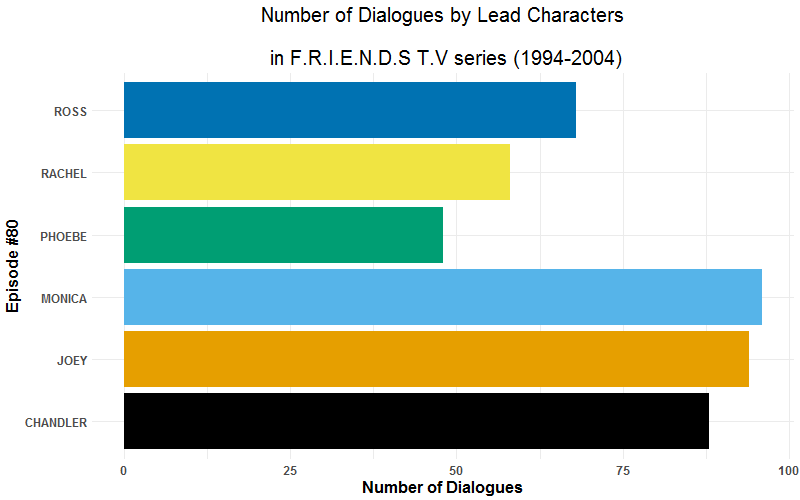 Number of Dialogues by Lead Characters
in F.R.I.E.N.D.S T.V series (1994-2004)
Episode #80
ROSS
RACHEL
PHOEBE
MONICA
JOEY
CHANDLER
0 25 50 75 100
Number of Dialogues